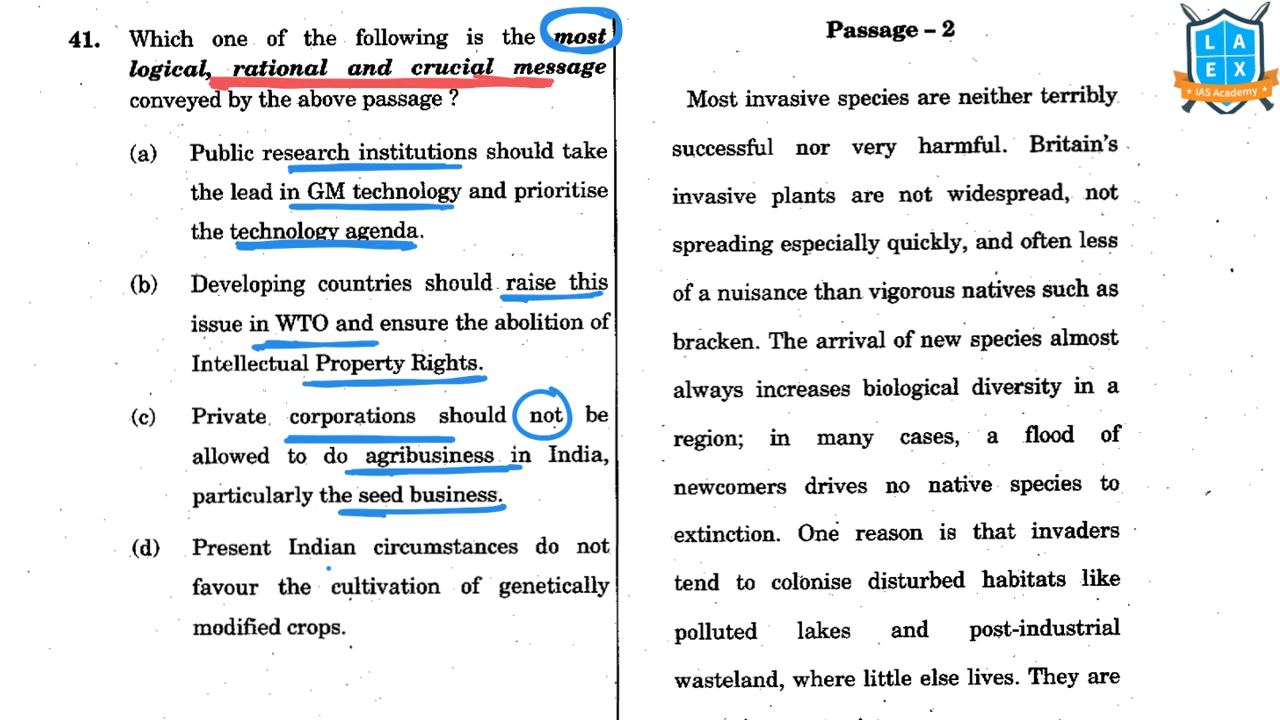 41. Which one of the following is the most
logical, rational and crucial message
conveyed by the above passage ?
(a) Public research institutions should take
the lead in GM technology and prioritise
the technology agenda.
(b) Developing countries should raise this
issue in WTO and ensure the abolition of
Intellectual Property Rights.
(c) Private corporations should not be
allowed to do agribusiness in India,
particularly the seed business.
(d) Present Indian circumstances do not
favour the cultivation of genetically
modified crops.
Passage – 2
Most invasive species are neither terribly
successful nor very harmful. Britain's
invasive plants are not widespread, not
spreading especially quickly, and often less
of a nuisance than vigorous natives such as
bracken. The arrival of new species almost
always increases biological diversity in a
region; in many cases, a flood of
newcomers drives no native species to
extinction. One reason is that invaders
tend to colonise disturbed habitats like
polluted lakes and post-industrial
wasteland, where little else lives. They are
L A
E X
IAS Academy